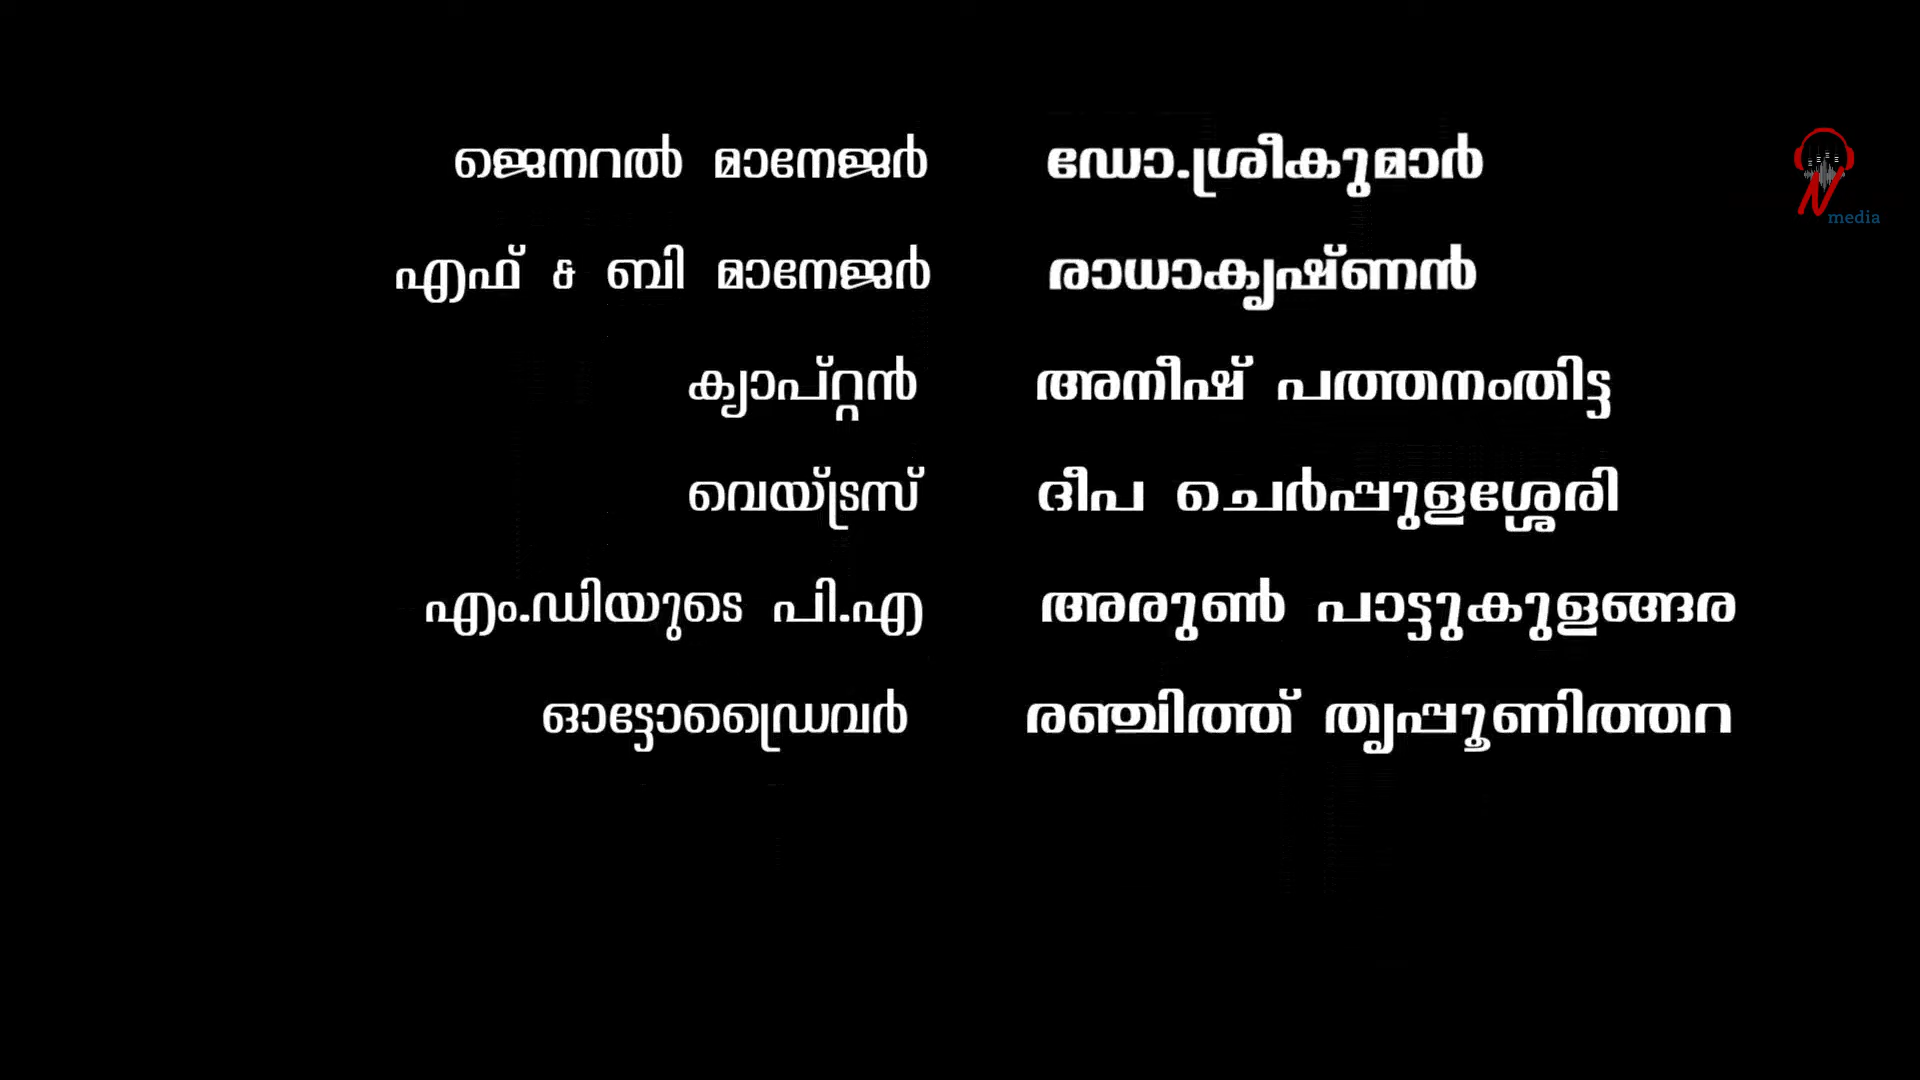 ജെനറൽ മാനേജർ ഡോ.ശ്രീകുമാർ
എഫ് & ബി മാനേജർ രാധാകൃഷ്ണൻ
ക്യാപ്റ്റൻ അനീഷ് പത്തനംതിട്ട
വെയ്ട്രസ് ദീപ ചെർപ്പുളശ്ശേരി
എം.ഡിയുടെ പി.എ അരുൺ പാട്ടുകുളങ്ങര
ഓട്ടോഡ്രൈവർ രഞ്ചിത്ത് തൃപ്പൂണിത്തറ
N media